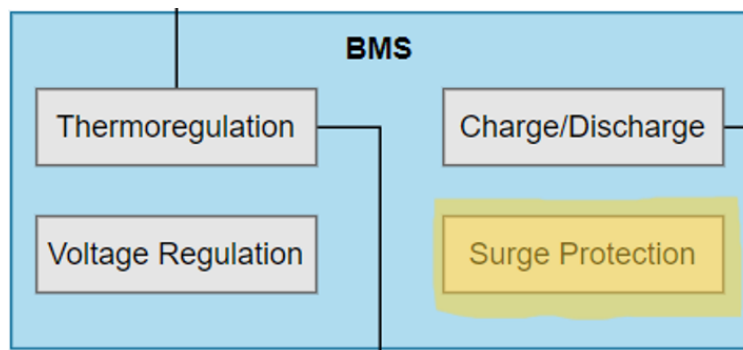 BMS
Thermoregulation
Charge/Discharge
Voltage Regulation
Surge Protection